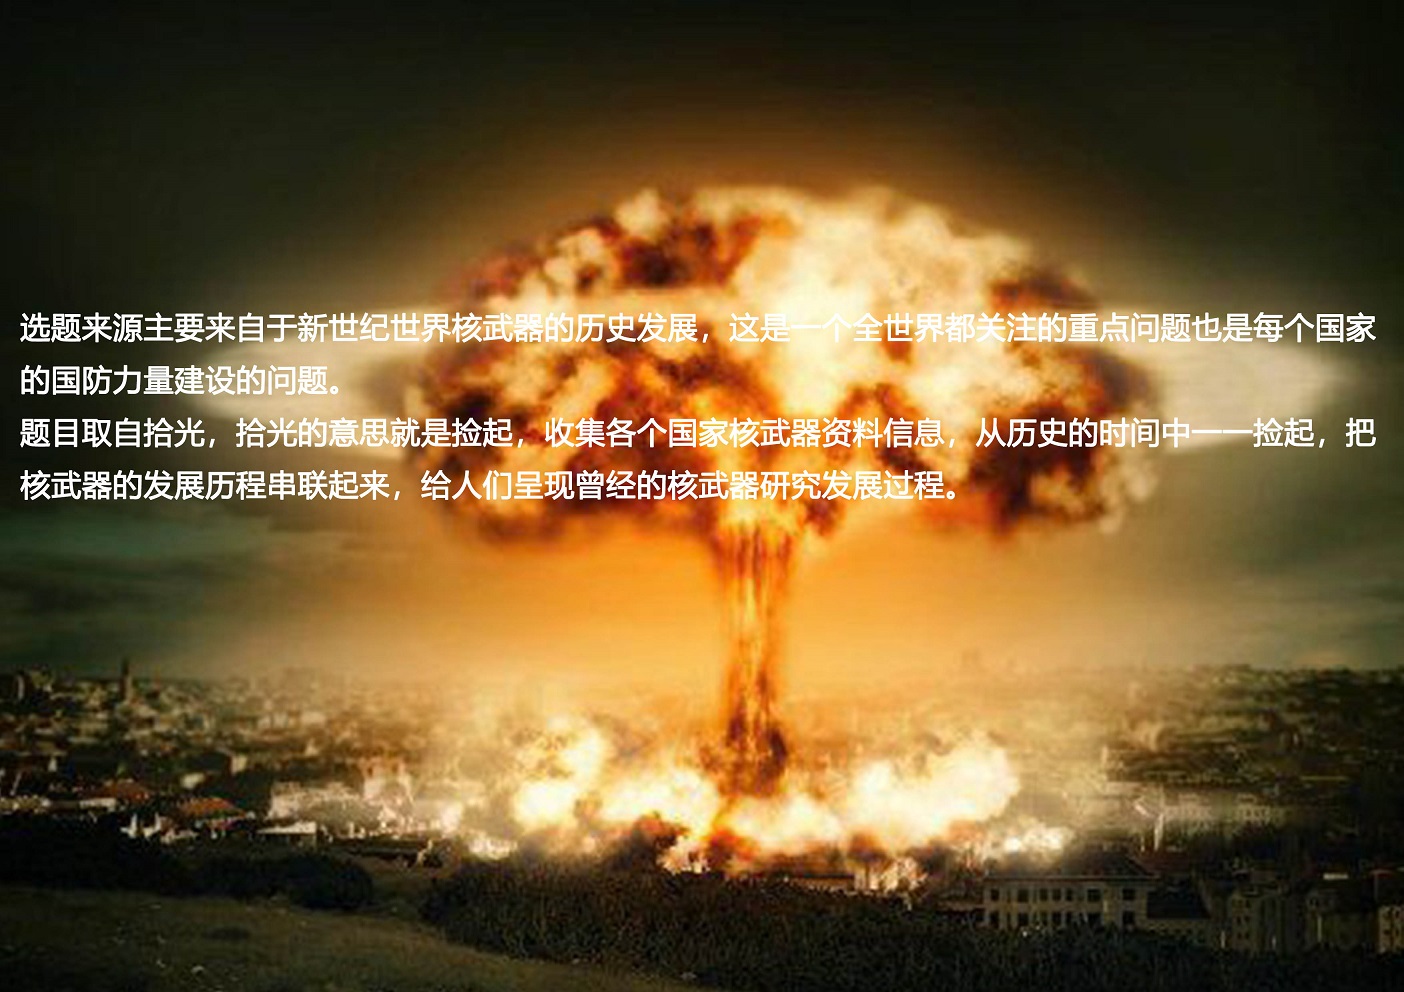 选题来源主要来自于新世纪世界核武器的历史发展，这是一个全世界都关注的重点问题也是每个国家
的国防力量建设的问题。
题目取自拾光，拾光的意思就是捡起，收集各个国家核武器资料信息，从历史的时间中一一捡起，把
核武器的发展历程串联起来，给人们呈现曾经的核武器研究发展过程。